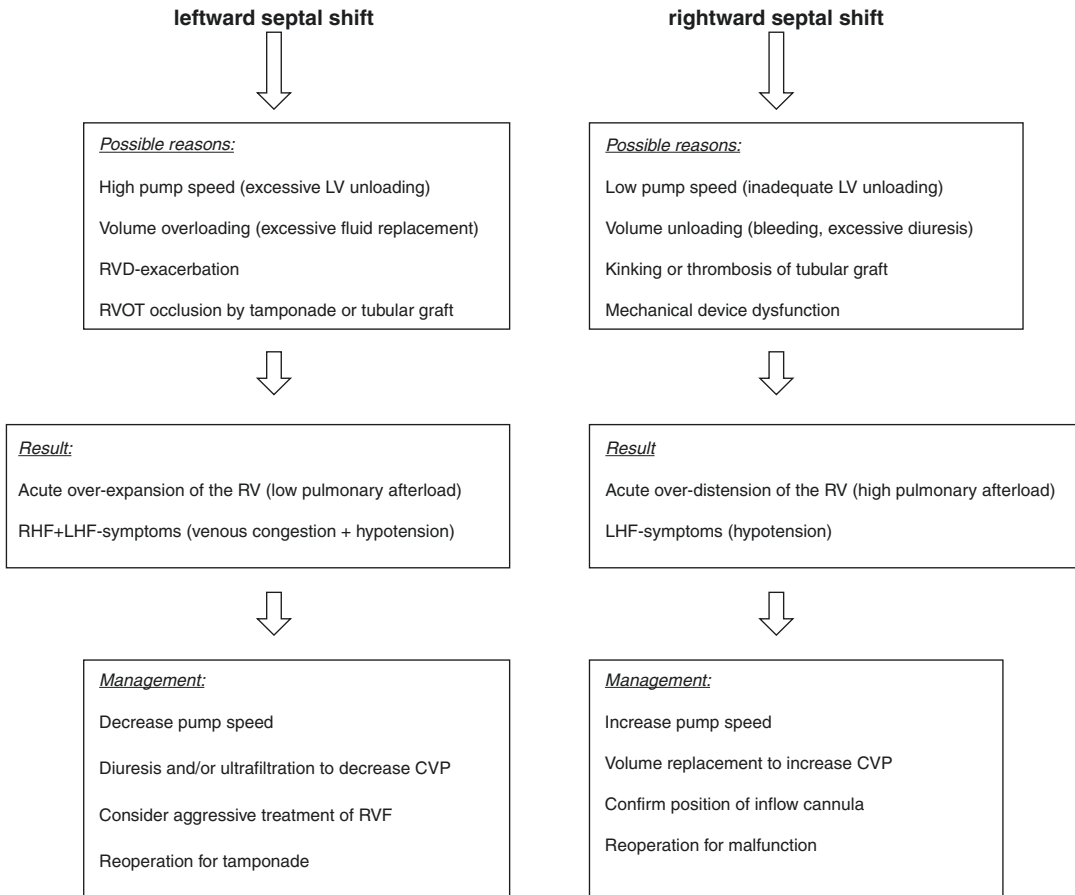 leftward septal shift
Possible reasons:
High pump speed (excessive LV unloading)
Volume overloading (excessive fluid replacement)
RVD-exacerbation
RVOT occlusion by tamponade or tubular graft
Result:
Acute over-expansion of the RV (low pulmonary afterload)
RHF+LHF-symptoms (venous congestion + hypotension)
Management:
Decrease pump speed
Diuresis and/or ultrafiltration to decrease CVP
Consider aggressive treatment of RVF
Reoperation for tamponade
rightward septal shift
Possible reasons:
Low pump speed (inadequate LV unloading)
Volume unloading (bleeding, excessive diuresis)
Kinking or thrombosis of tubular graft
Mechanical device dysfunction
Result
Acute over-distension of the RV (high pulmonary afterload)
LHF-symptoms (hypotension)
Management:
Increase pump speed
Volume replacement to increase CVP
Confirm position of inflow cannula
Reoperation for malfunction